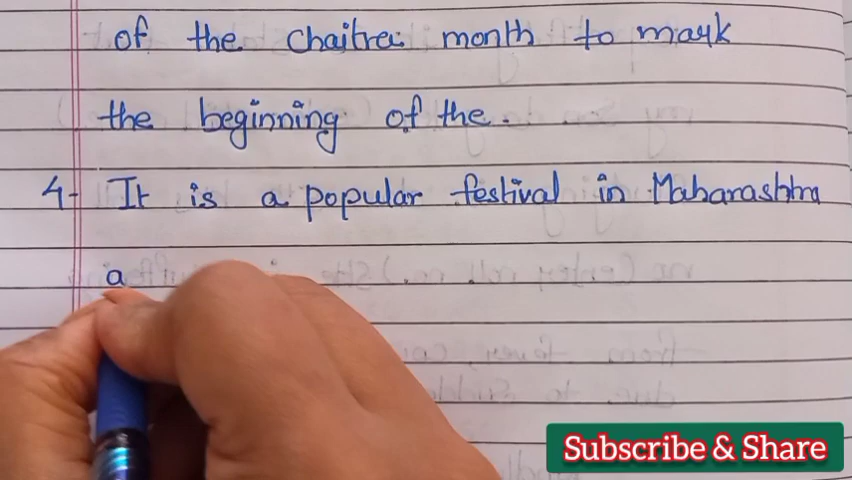 of the Chaitra month to mark
the beginning of the.
4- It is a popular festival in Maharashtra
a
Subscribe & Share